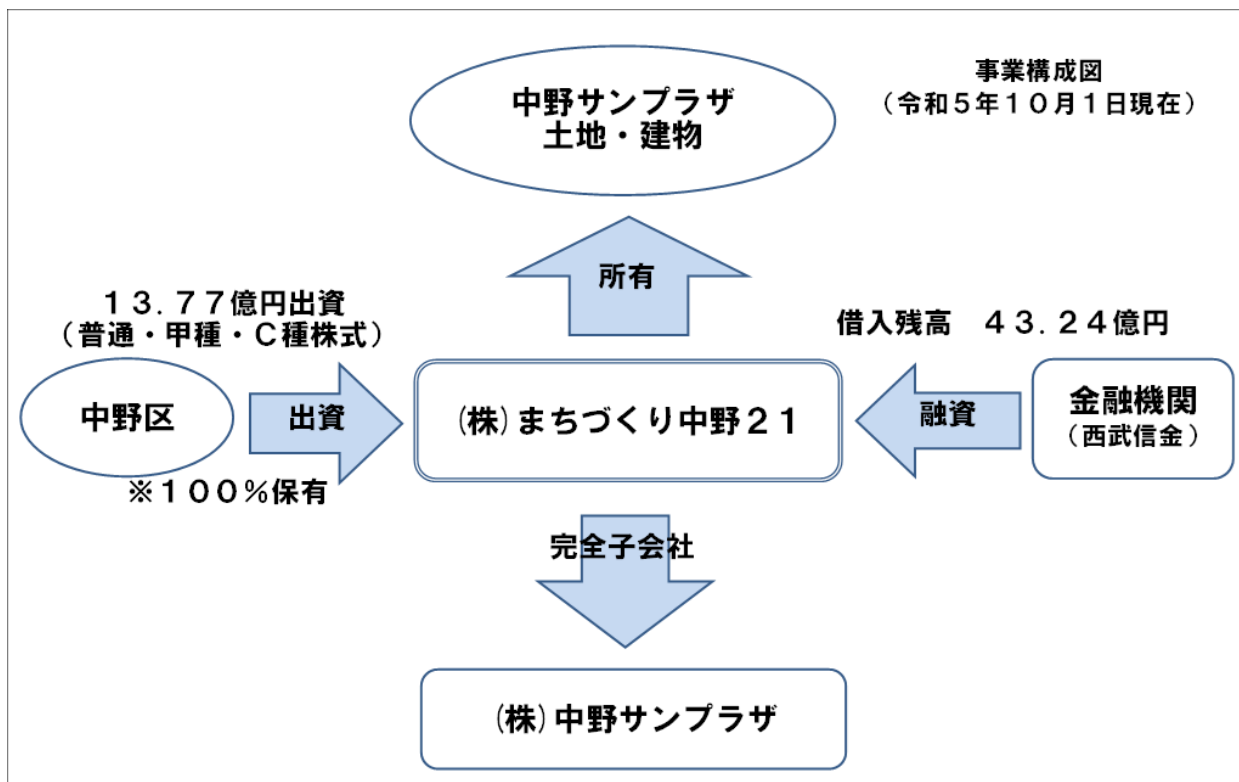 事業構成図
（令和５年１０月１日現在）
中野サンプラザ
土地・建物
所有
１３.７７億円出資
（普通・甲種・Ｃ種株式）
借入残高　４３.２４億円
中野区
出資
(株)まちづくり中野２１
融資
金融機関
（西武信金）
※１００％保有
完全子会社
(株)中野サンプラザ